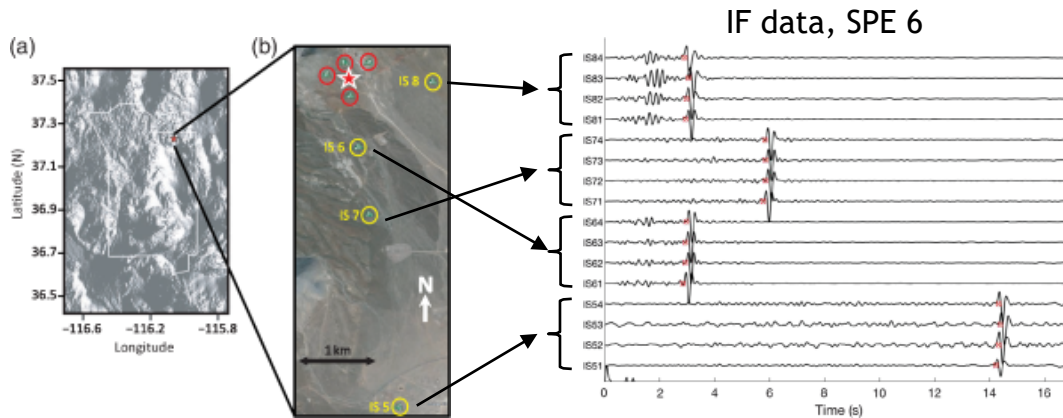 IF data, SPE 6
(a)
(b)
37.5
37.3
37.1
36.9
36.7
36.5
Latitude (N)
−116.6
−116.2
−115.8
Longitude
IS 8
IS 6
IS 7
N
1 km
IS 5
IS84
IS83
IS82
IS81
IS74
IS73
IS72
IS71
IS64
IS63
IS62
IS61
IS54
IS53
IS52
IS51
0
2
4
6
8
10
12
14
16
Time (s)